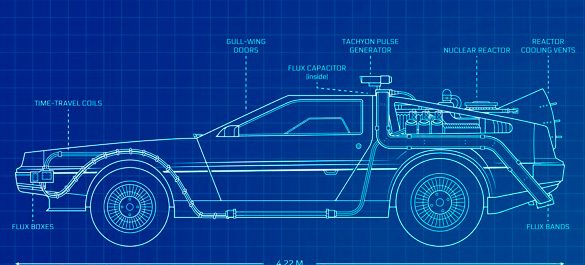 GULL-WING
DOORS
TACHYON PULSE
GENERATOR
REACTOR
COOLING VENTS
NUCLEAR REACTOR
FLUX CAPACITOR
(inside)
TIME-TRAVEL COILS
FLUX BOXES
FLUX BANDS
4.22 M